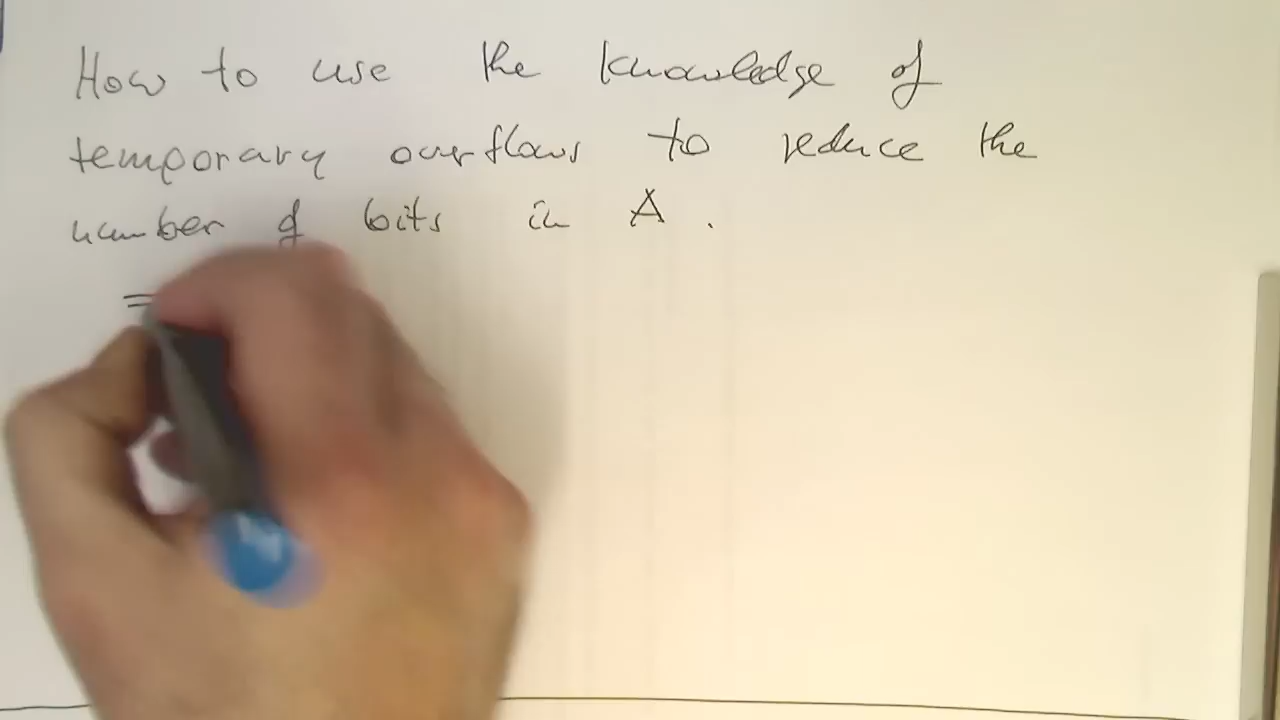 How to use the knowledge of
temporary overflows to reduce the
number of bits in A .
=